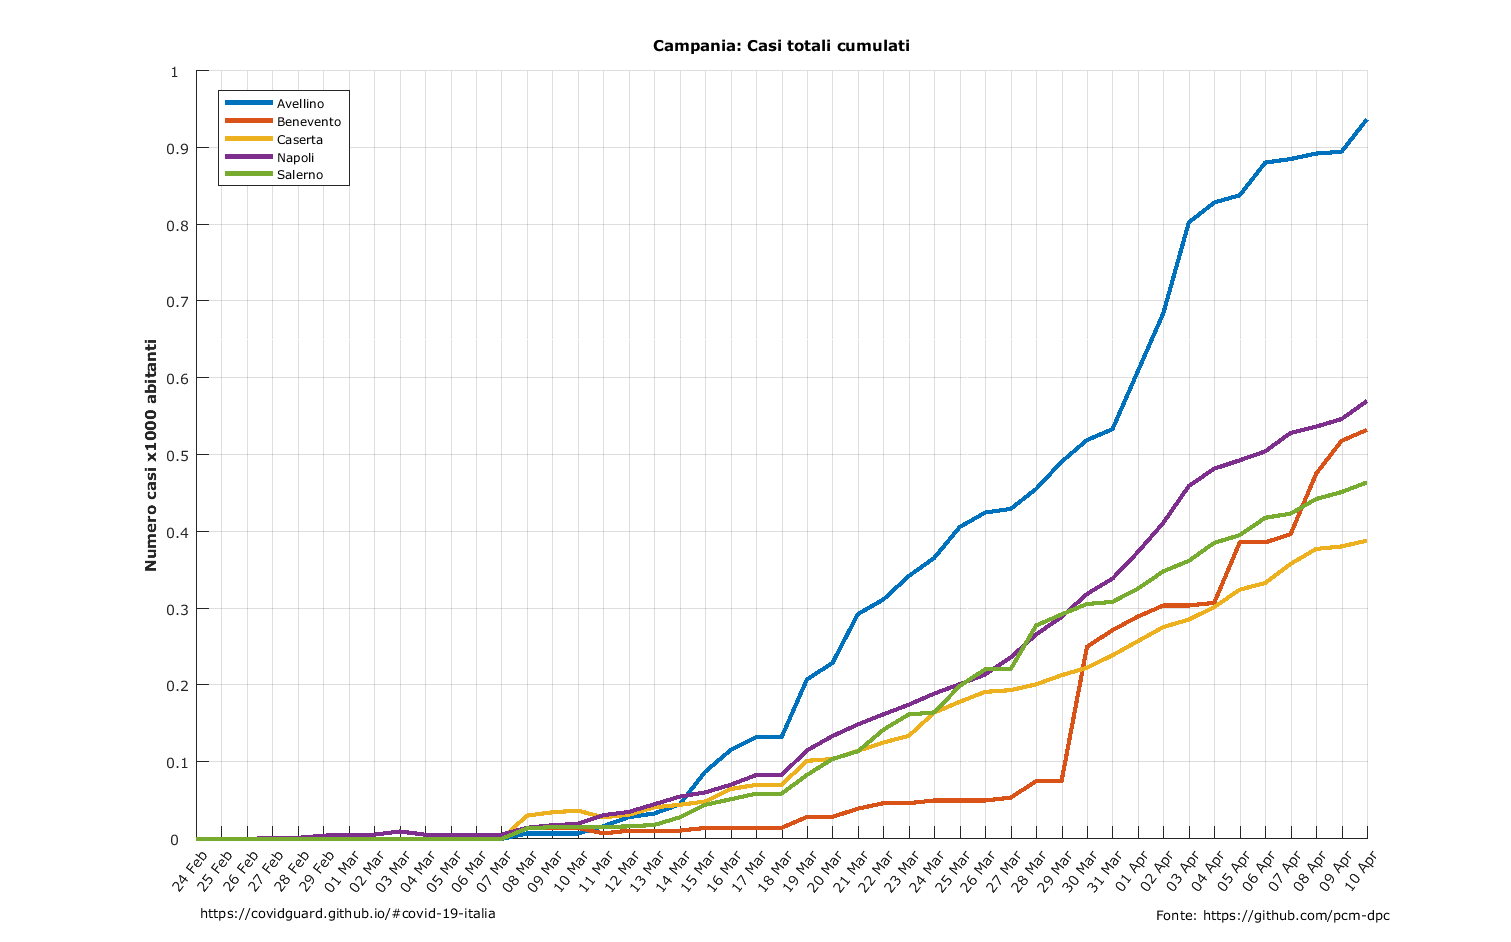 Campania: Casi totali cumulati
1
0.9
0.8
0.7
0.6
0.5
0.4
0.3
0.2
0.1
0
Numero casi x1000 abitanti
Avellino
Benevento
Caserta
Napoli
Salerno
24 Feb
25 Feb
26 Feb
27 Feb
28 Feb
29 Feb
01 Mar
02 Mar
03 Mar
04 Mar
05 Mar
06 Mar
07 Mar
08 Mar
09 Mar
10 Mar
11 Mar
12 Mar
13 Mar
14 Mar
15 Mar
16 Mar
17 Mar
18 Mar
19 Mar
20 Mar
21 Mar
22 Mar
23 Mar
24 Mar
25 Mar
26 Mar
27 Mar
28 Mar
29 Mar
30 Mar
31 Mar
01 Apr
02 Apr
03 Apr
04 Apr
05 Apr
06 Apr
07 Apr
08 Apr
09 Apr
10 Apr
https://covidguard.github.io/#covid-19-italia
Fonte: https://github.com/pcm-dpc